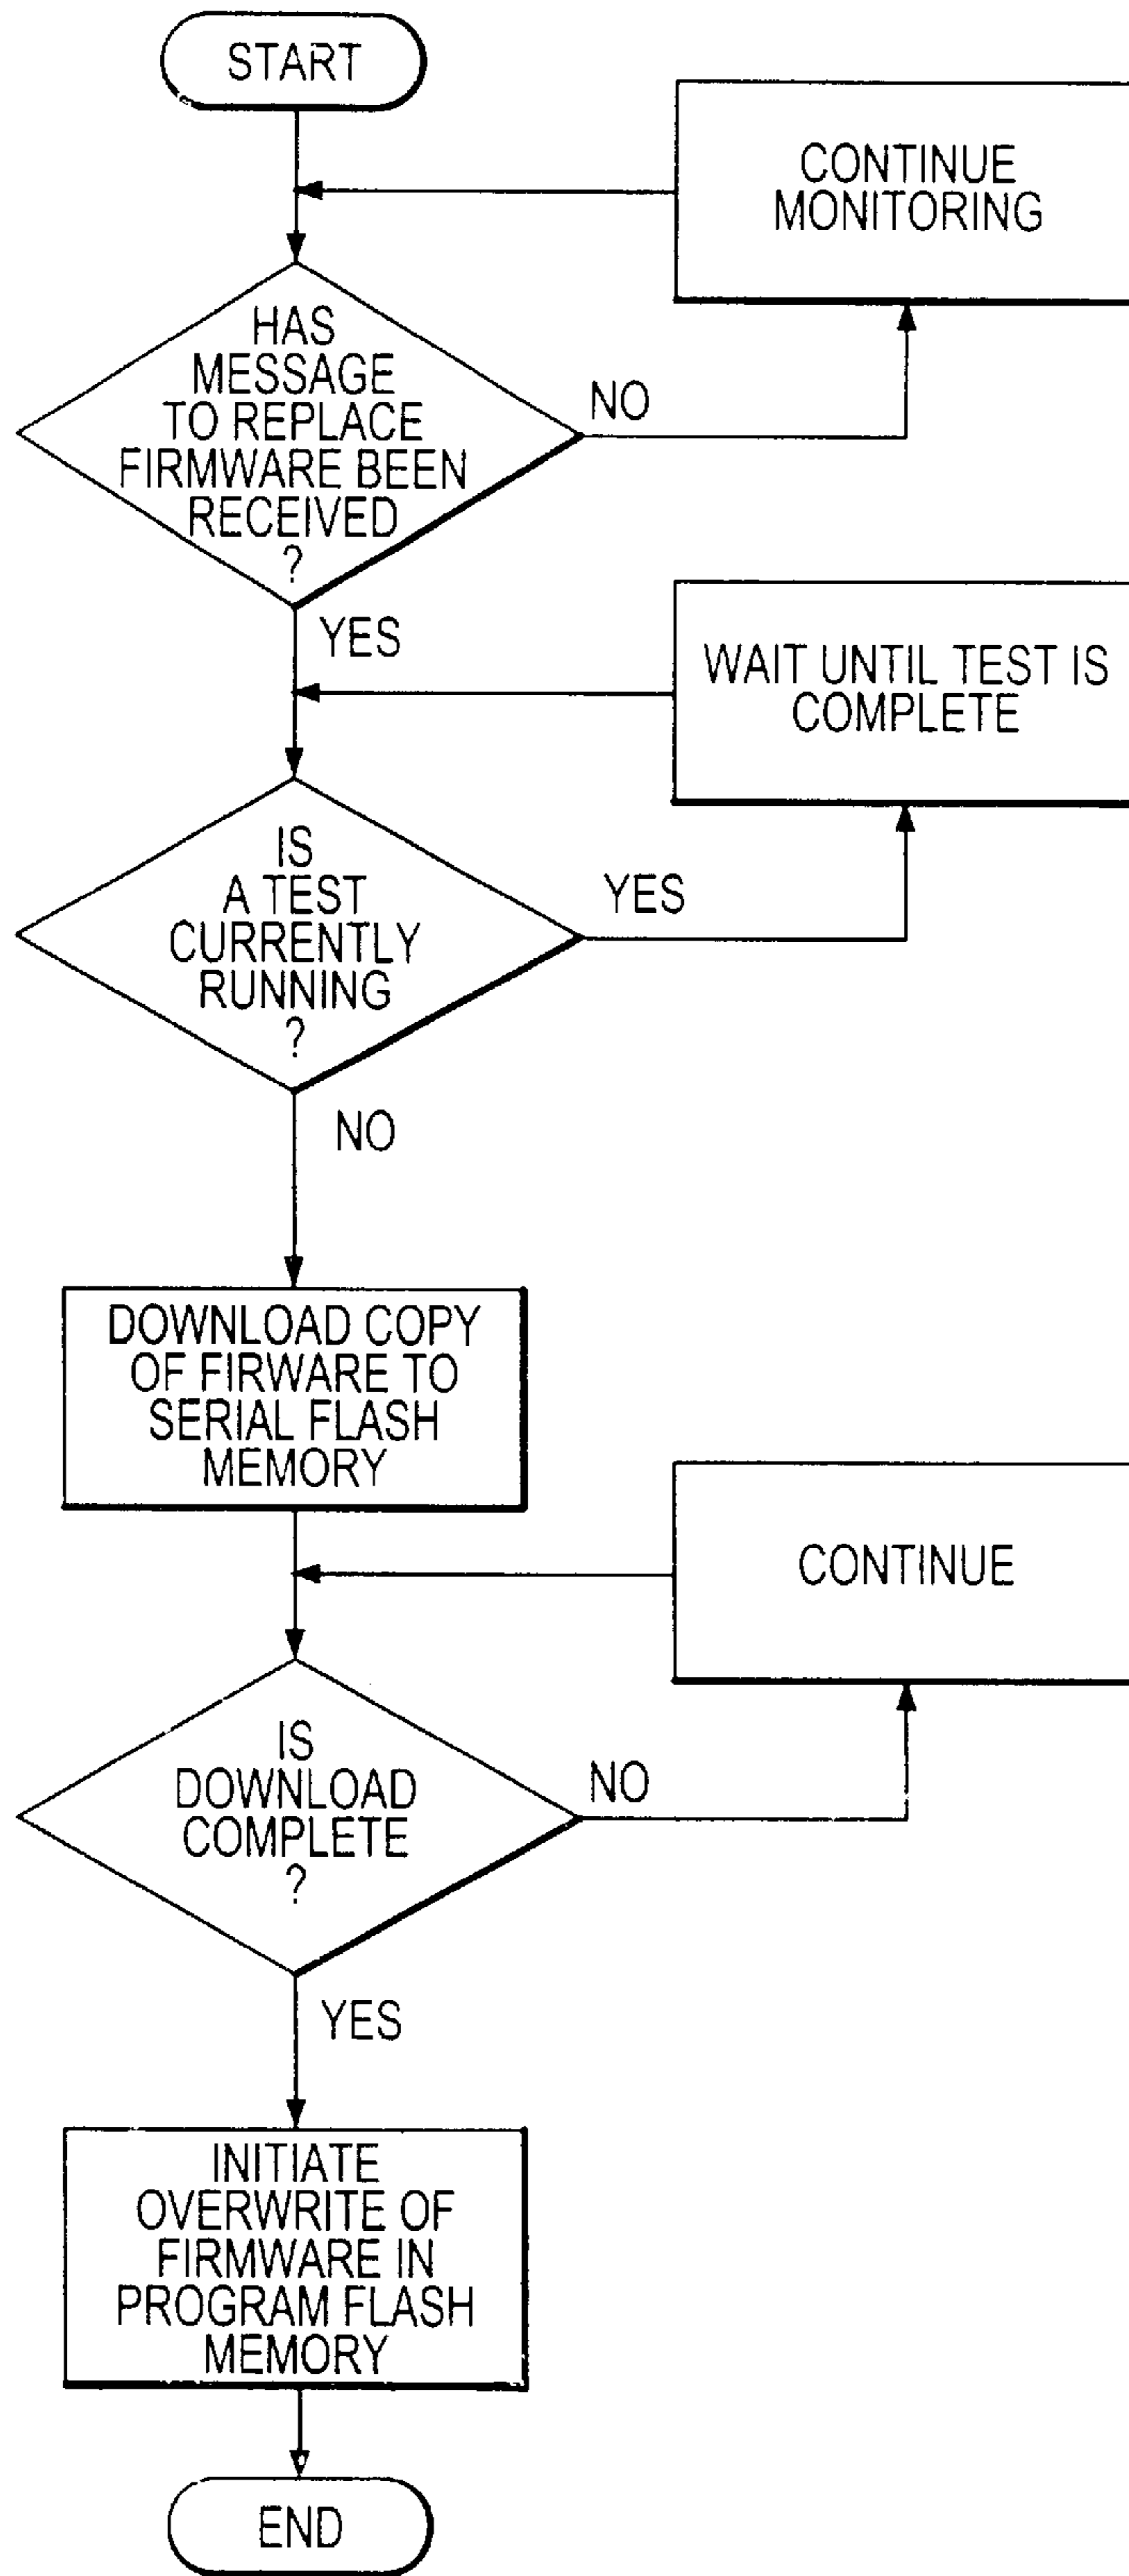 START
CONTINUE
MONITORING
HAS
MESSAGE
TO REPLACE
FIRMWARE BEEN
RECEIVED
?
NO
YES
WAIT UNTIL TEST IS
COMPLETE
IS
A TEST
CURRENTLY
RUNNING
?
YES
NO
DOWNLOAD COPY
OF FIRWARE TO
SERIAL FLASH
MEMORY
CONTINUE
IS
DOWNLOAD
COMPLETE
?
NO
YES
INITIATE
OVERWRITE OF
FIRMWARE IN
PROGRAM FLASH
MEMORY
END